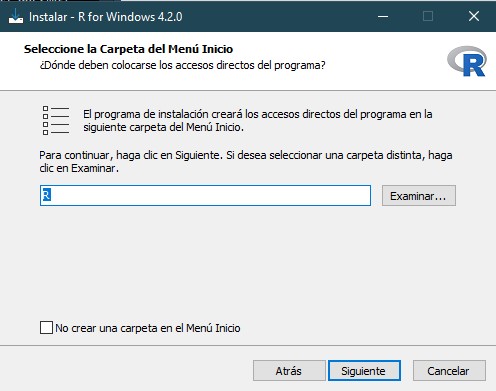 Instalar - R for Windows 4.2.0
Seleccione la Carpeta del Menú Inicio
¿Dónde deben colocarse los accesos directos del programa?
R
El programa de instalación creará los accesos directos del programa en la
siguiente carpeta del Menú Inicio.
Para continuar, haga clic en Siguiente. Si desea seleccionar una carpeta distinta, haga
clic en Examinar.
R
Examinar...
No crear una carpeta en el Menú Inicio
Atrás
Siguiente
Cancelar